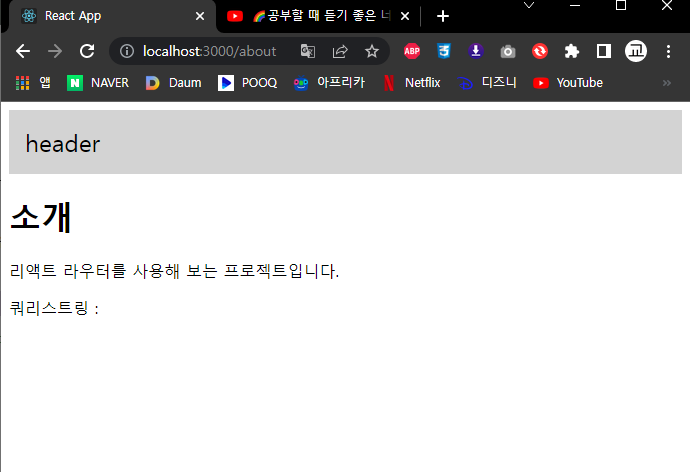 React App
🌈공부할 때 듣기 좋은
localhost:3000/about
ABP
앱 NAVER Daum POOQ 아프리카 Netflix 디즈니 YouTube
header
소개
리액트 라우터를 사용해 보는 프로젝트입니다.
쿼리스트링 :